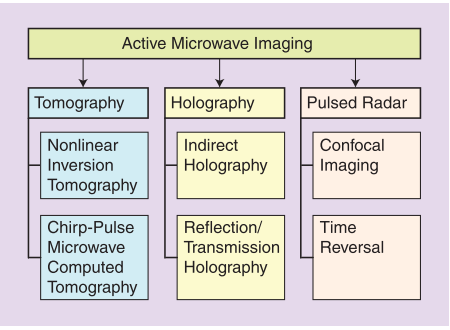 Active Microwave Imaging
Tomography
Nonlinear
Inversion
Tomography
Chirp-Pulse
Microwave
Computed
Tomography
Holography
Indirect
Holography
Reflection/
Transmission
Holography
Pulsed Radar
Confocal
Imaging
Time
Reversal